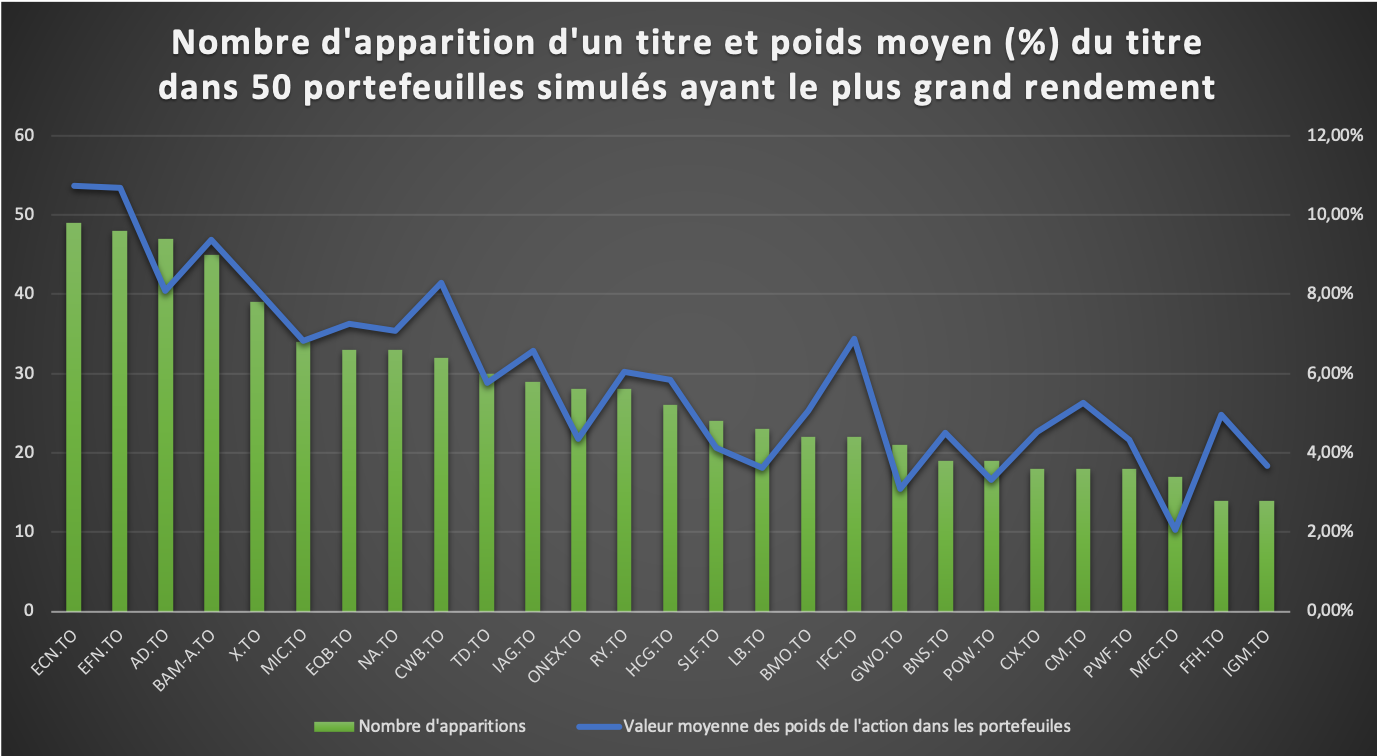 Nombre d'apparition d'un titre et poids moyen (%) du titre
dans 50 portefeuilles simulés ayant le plus grand rendement
60
50
40
30
20
10
0
12,00%
10,00%
8,00%
6,00%
4,00%
2,00%
0,00%
ECN.TO
EFN.TO
AD.TO
BAM-A.TO
X.TO
MIC.TO
EQB.TO
NA.TO
CWB.TO
TD.TO
IAG.TO
ONEX.TO
RY.TO
HCG.TO
SLF.TO
LB.TO
BMO.TO
IFC.TO
GWO.TO
BNS.TO
POW.TO
CIX.TO
CM.TO
PWF.TO
MFC.TO
FFH.TO
IGM.TO
Nombre d'apparitions
Valeur moyenne des poids de l'action dans les portefeuiles